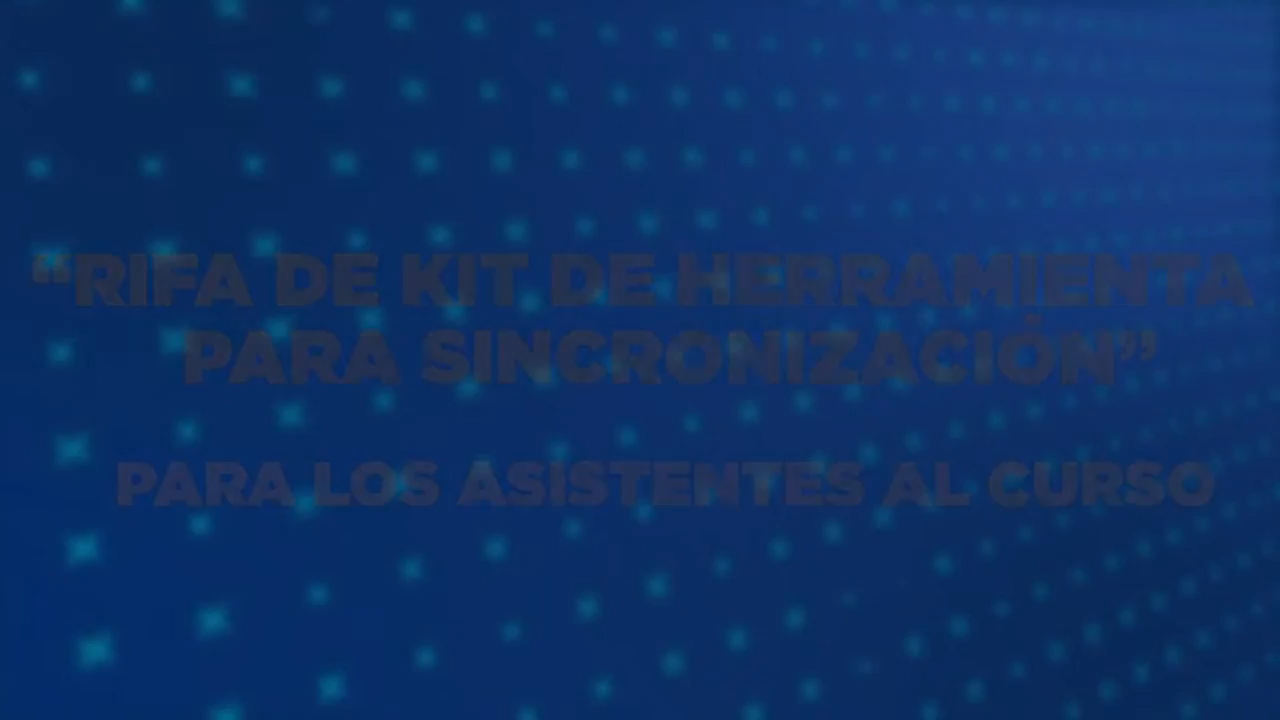 “RIFA DE KIT DE HERRAMIENTA
PARA SINCRONIZACIÓN”
PARA LOS ASISTENTES AL CURSO